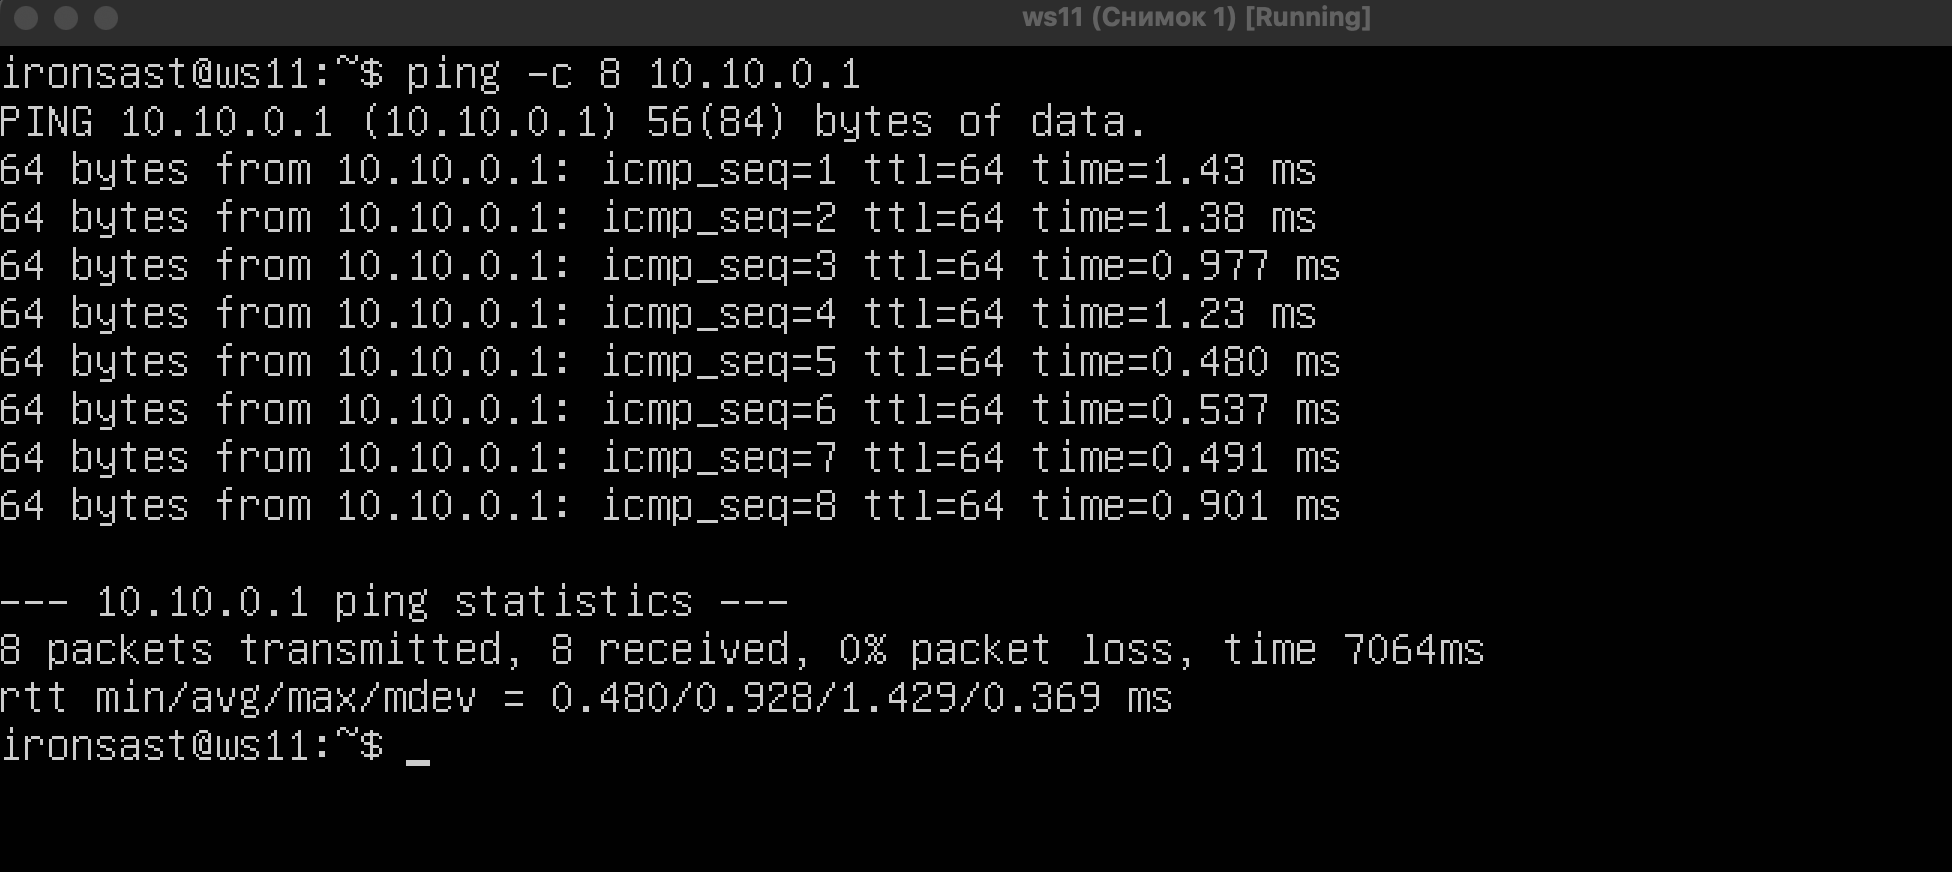 ws11 (Снимок 1) [Running]
ironsast@ws11:~$ ping -c 8 10.10.0.1
PING 10.10.0.1 (10.10.0.1) 56(84) bytes of data.
64 bytes from 10.10.0.1: icmp_seq=1 ttl=64 time=1.43 ms
64 bytes from 10.10.0.1: icmp_seq=2 ttl=64 time=1.38 ms
64 bytes from 10.10.0.1: icmp_seq=3 ttl=64 time=0.977 ms
64 bytes from 10.10.0.1: icmp_seq=4 ttl=64 time=1.23 ms
64 bytes from 10.10.0.1: icmp_seq=5 ttl=64 time=0.480 ms
64 bytes from 10.10.0.1: icmp_seq=6 ttl=64 time=0.537 ms
64 bytes from 10.10.0.1: icmp_seq=7 ttl=64 time=0.491 ms
64 bytes from 10.10.0.1: icmp_seq=8 ttl=64 time=0.901 ms
--- 10.10.0.1 ping statistics ---
8 packets transmitted, 8 received, 0% packet loss, time 7064ms
rtt min/avg/max/mdev = 0.480/0.928/1.429/0.369 ms
ironsast@ws11:~$ _